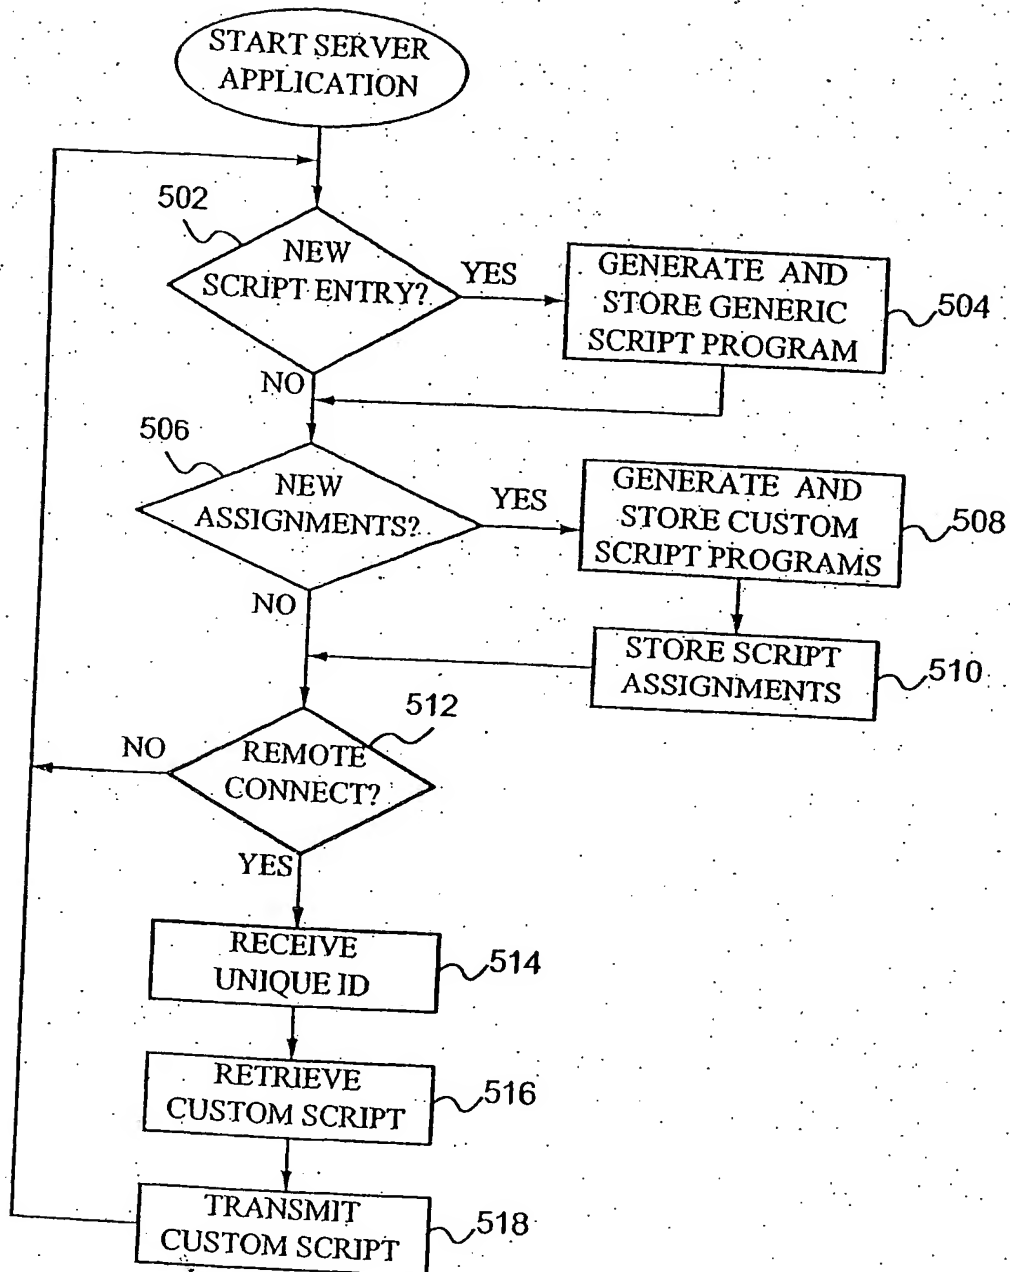 START SERVER
APPLICATION
502
NEW
SCRIPT ENTRY?
YES
GENERATE AND
STORE GENERIC
SCRIPT PROGRAM
504
NO
506
NEW
ASSIGNMENTS?
YES
GENERATE AND
STORE CUSTOM
SCRIPT PROGRAMS
508
NO
STORE SCRIPT
ASSIGNMENTS
510
512
REMOTE
CONNECT?
NO
YES
RECEIVE
UNIQUE ID
514
RETRIEVE
CUSTOM SCRIPT
516
TRANSMIT
CUSTOM SCRIPT
518